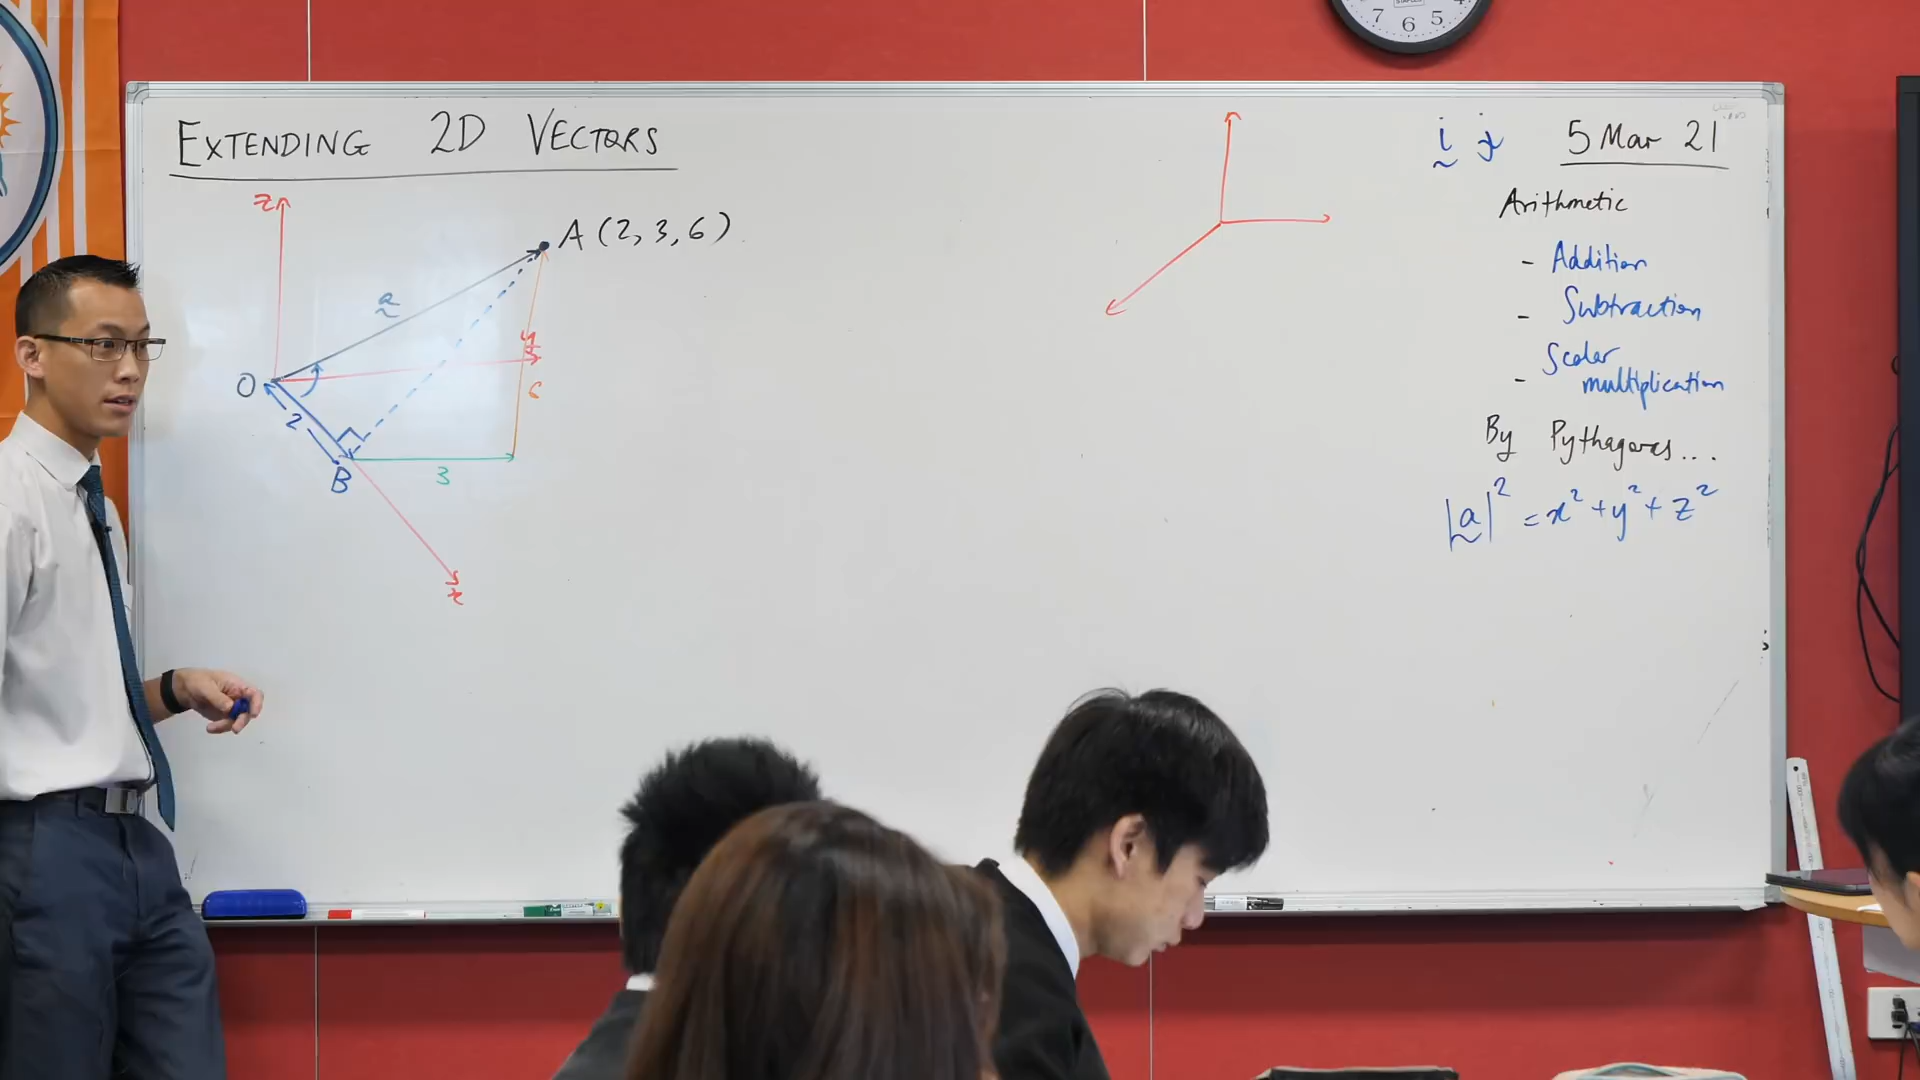 EXTENDING 2D VECTORS
i j
5 Mar 21
z
A (2, 3, 6)
a
y
6
O
2
B
3
x
Arithmetic
- Addition
- Subtraction
- Scalar
multiplication
By Pythagoras...
|a|² = x² + y² + z²
7 6 5